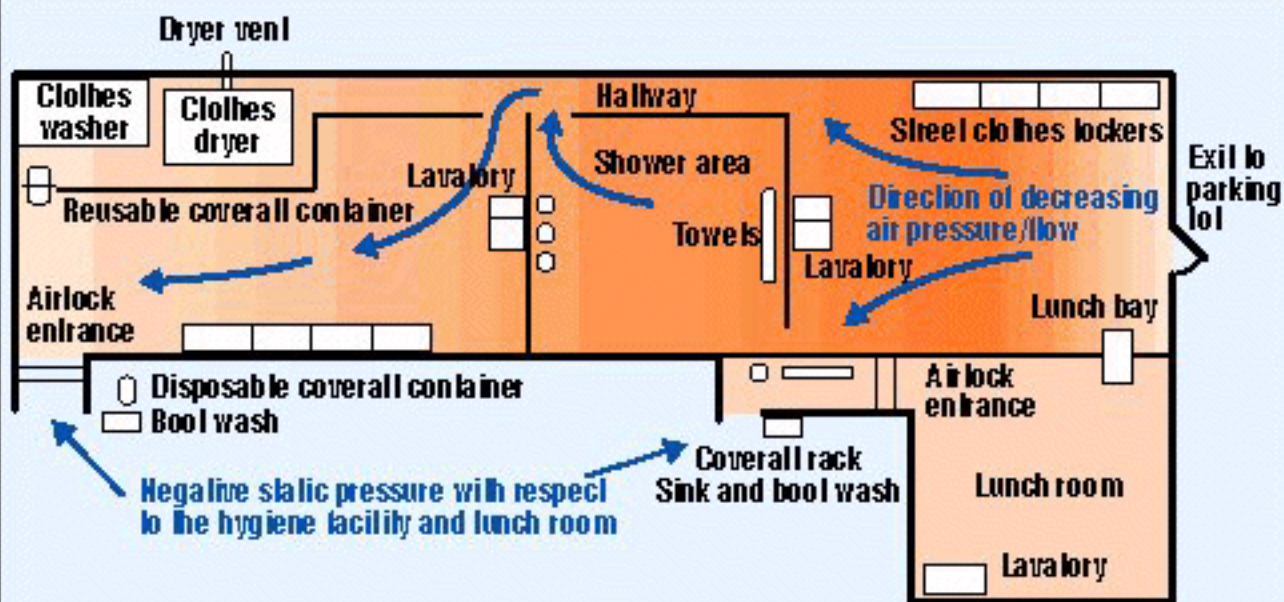 Dryer vent
Clothes
washer
Clothes
dryer
Hallway
Street clothes lockers
Exit to
parking
lot
Lavatory
Shower area
Direction of decreasing
air pressure/flow
Reusable coverall container
Towels
Lavatory
Airlock
entrance
Lunch bay
Disposable coverall container
Boot wash
Airlock
entrance
Coverall rack
Sink and boot wash
Negative static pressure with respect
to the hygiene facility and lunch room
Lunch room
Lavatory